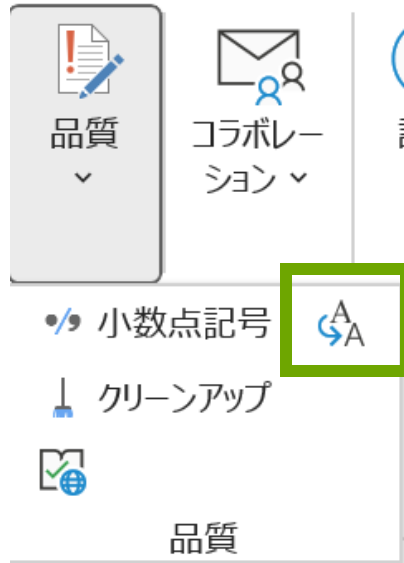 品質
コラボレー
ション
•/, 小数点記号
クリーンアップ
品質